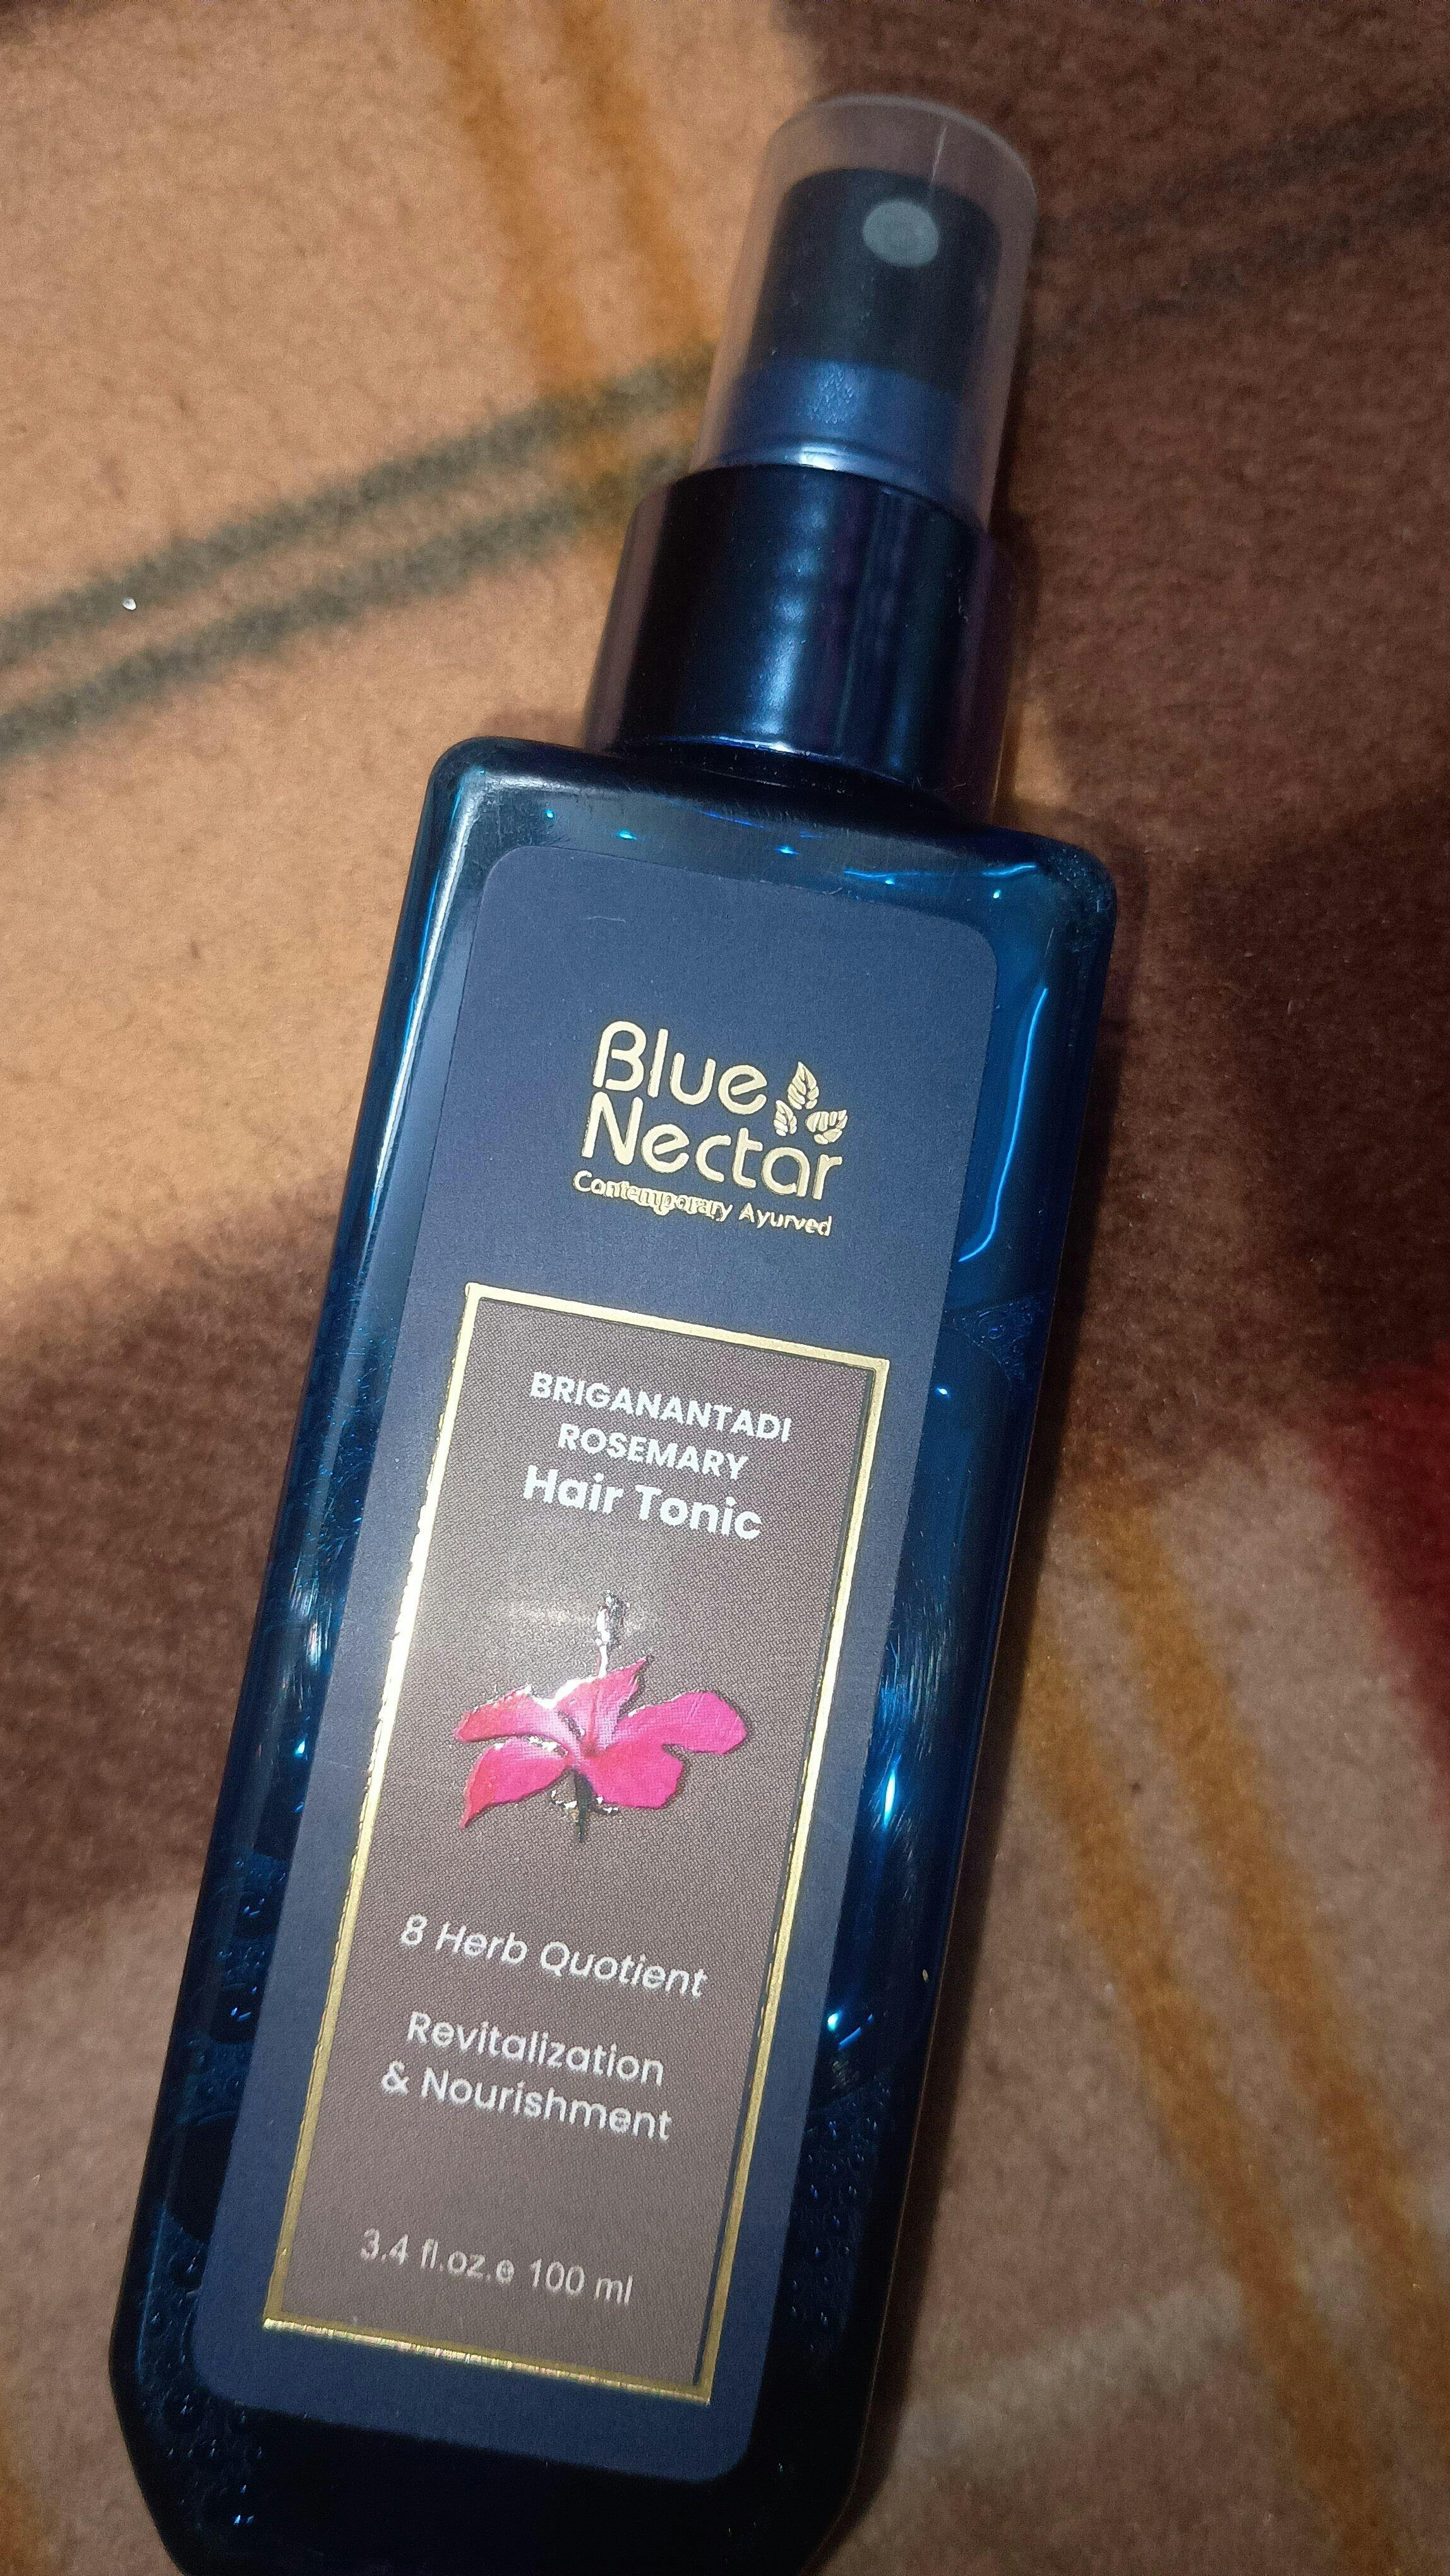 Blue
Nectar
Contemporary Ayurved
BRIGANANTADI
ROSEMARY
Hair Tonic
8 Herb Quotient
Revitalization
& Nourishment
3.4 fl.oz.e 100 ml